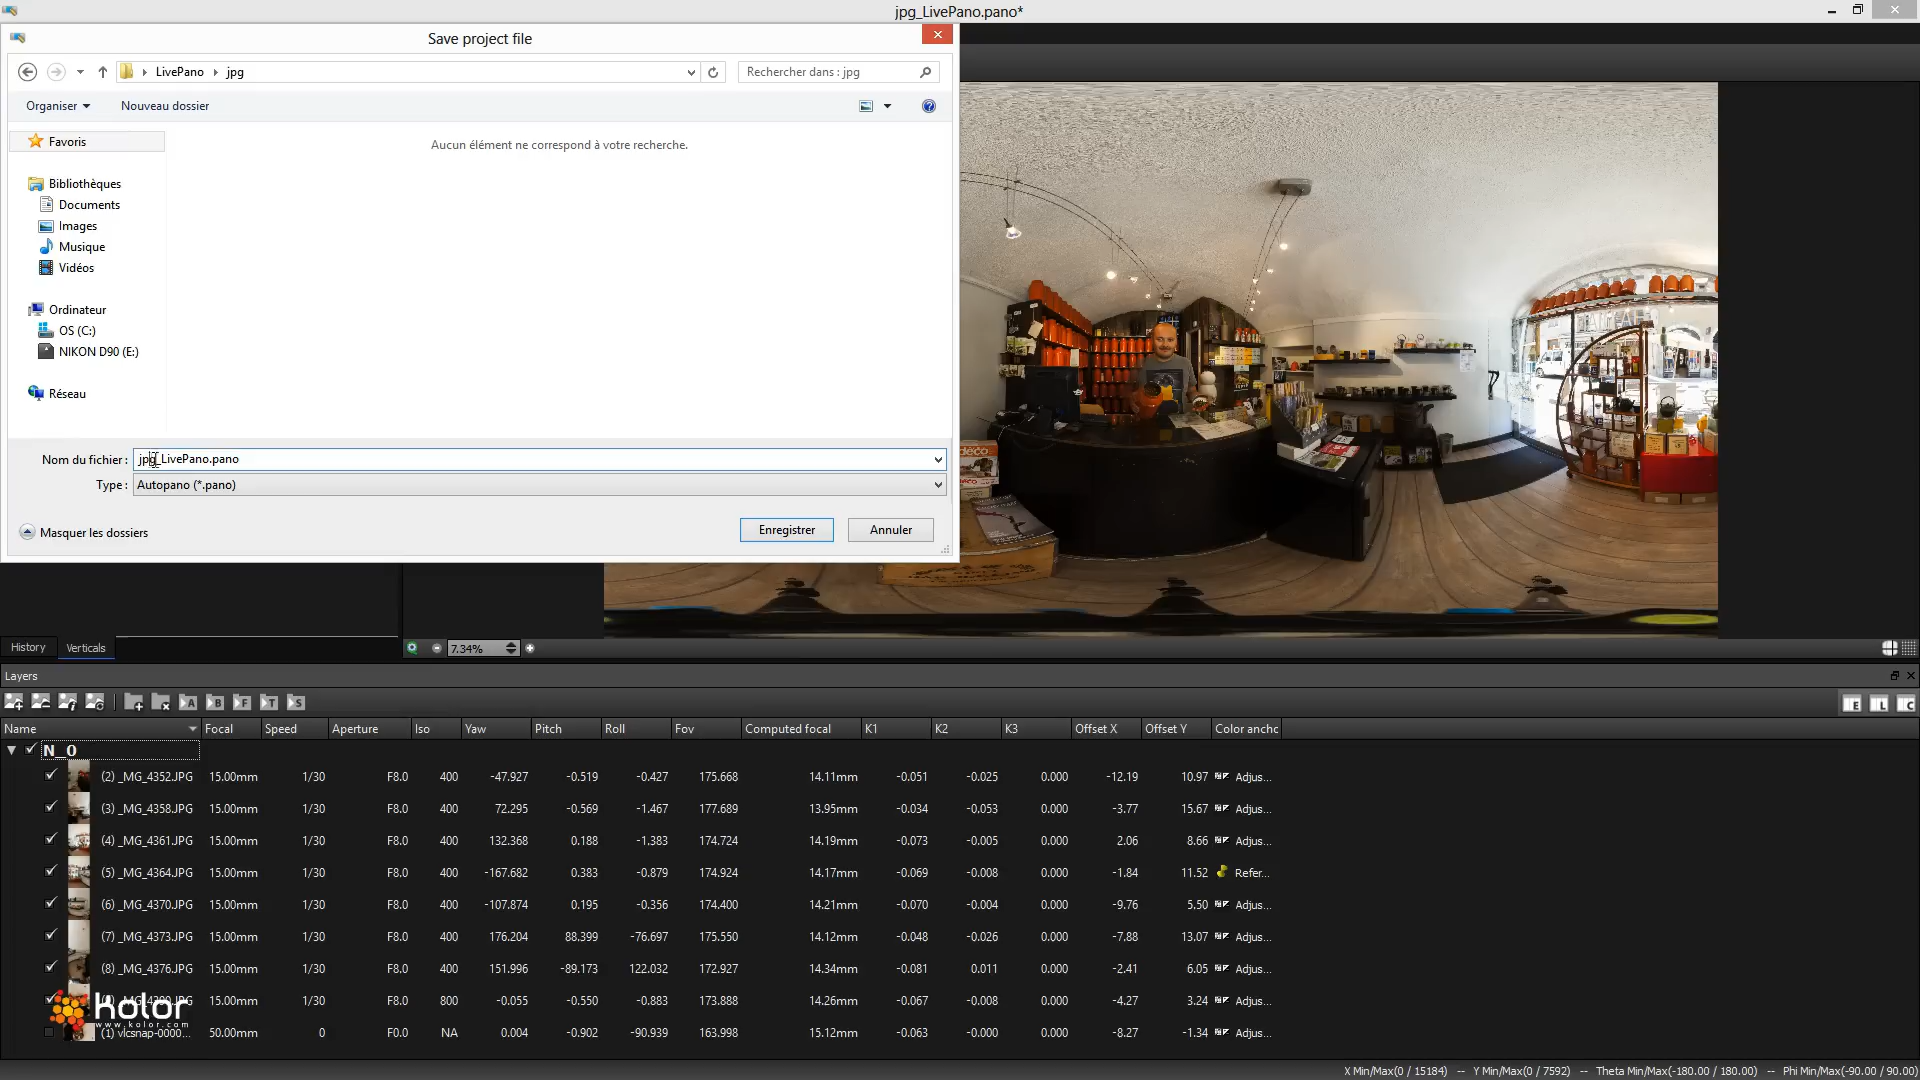 jpg_LivePano.pano*
Save project file
LivePano jpg
Rechercher dans : jpg
Organiser Nouveau dossier
Favoris
Aucun élément ne correspond à votre recherche.
Bibliothèques
Documents
Images
Musique
Vidéos
Ordinateur
OS (C:)
NIKON D90 (E:)
Réseau
Nom du fichier : jpg_LivePano.pano
Type : Autopano (*.pano)
Masquer les dossiers Enregistrer Annuler
History Verticals 7.34%
Layers
A B F T S E L C
Name Focal Speed Aperture Iso Yaw Pitch Roll Fov Computed focal K1 K2 K3 Offset X Offset Y Color anchc
N_0
(2) _MG_4352.JPG 15.00mm 1/30 F8.0 400 -47.927 -0.519 -0.427 175.668 14.11mm -0.051 -0.025 0.000 -12.19 10.97 Adjus...
(3) _MG_4358.JPG 15.00mm 1/30 F8.0 400 72.295 -0.569 -1.467 177.689 13.95mm -0.034 -0.053 0.000 -3.77 15.67 Adjus...
(4) _MG_4361.JPG 15.00mm 1/30 F8.0 400 132.368 0.188 -1.383 174.724 14.19mm -0.073 -0.005 0.000 2.06 8.66 Adjus...
(5) _MG_4364.JPG 15.00mm 1/30 F8.0 400 -167.682 0.383 -0.879 174.924 14.17mm -0.069 -0.008 0.000 -1.84 11.52 Refer...
(6) _MG_4370.JPG 15.00mm 1/30 F8.0 400 -107.874 0.195 -0.356 174.400 14.21mm -0.070 -0.004 0.000 -9.76 5.50 Adjus...
(7) _MG_4373.JPG 15.00mm 1/30 F8.0 400 176.204 88.399 -76.697 175.550 14.12mm -0.048 -0.026 0.000 -7.88 13.07 Adjus...
(8) _MG_4376.JPG 15.00mm 1/30 F8.0 400 151.996 -89.173 122.032 172.927 14.34mm -0.081 0.011 0.000 -2.41 6.05 Adjus...
15.00mm 1/30 F8.0 800 -0.055 -0.550 -0.883 173.888 14.26mm -0.067 -0.008 0.000 -4.27 3.24 Adjus...
kolor
www.kolor.com
(1) vlcsnap-0000... 50.00mm 0 F0.0 NA 0.004 -0.902 -90.939 163.998 15.12mm -0.063 -0.000 0.000 -8.27 -1.34 Adjus...
X Min/Max(0 / 15184) -- Y Min/Max(0 / 7592) -- Theta Min/Max(-180.00 / 180.00) -- Phi Min/Max(-90.00 / 90.00)